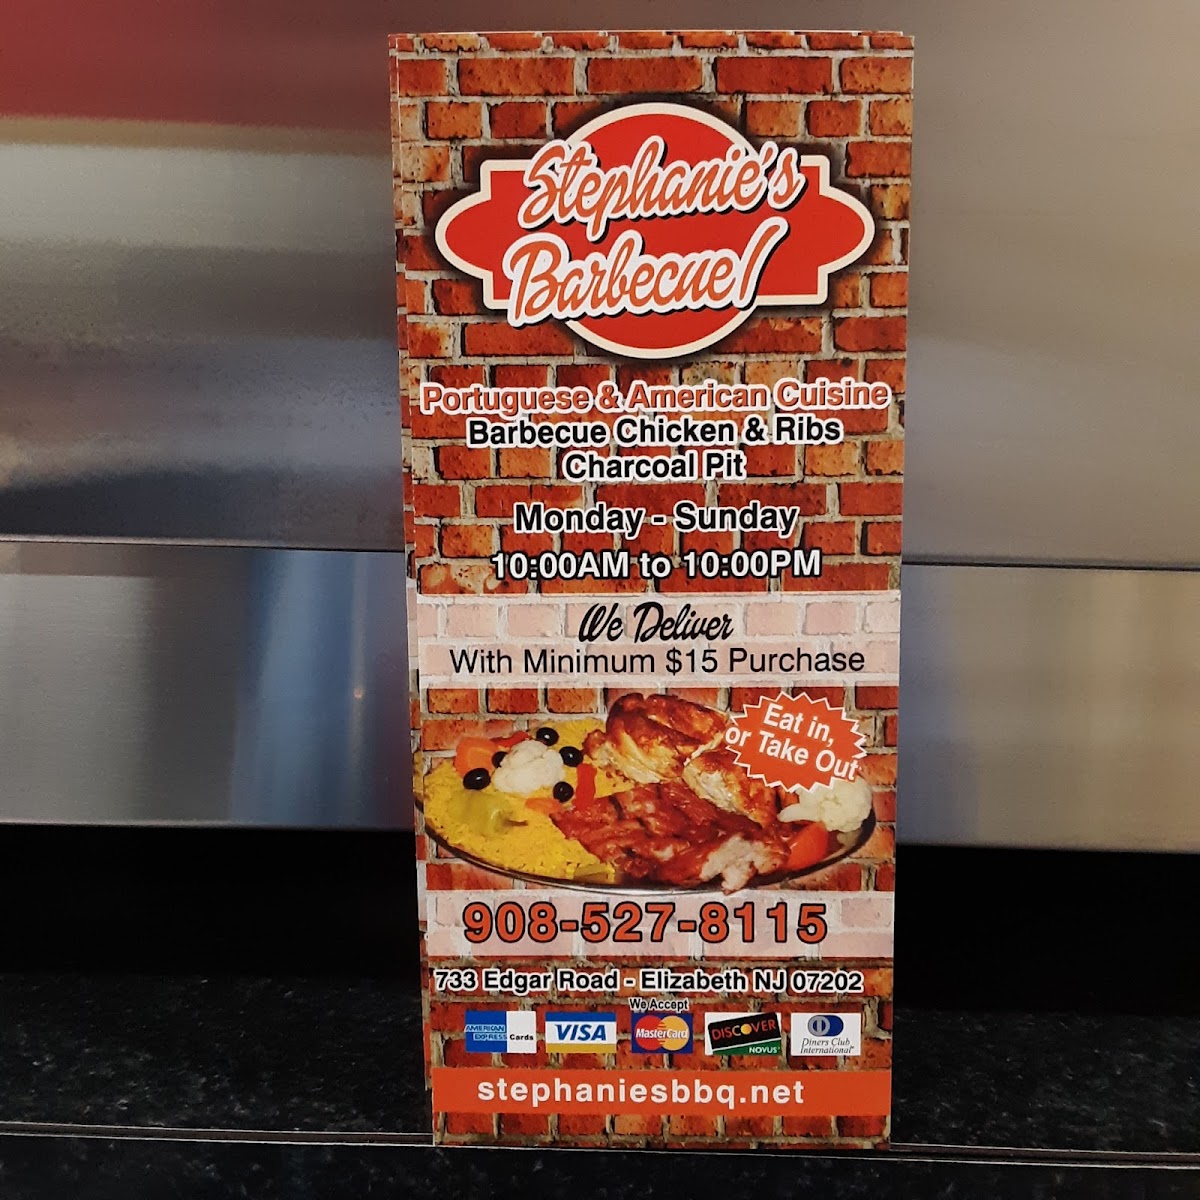 Stephanie's
Barbecue I
Portuguese & American Cuisine
Barbecue Chicken & Ribs
Charcoal Pit
Monday - Sunday
10:00AM to 10:00PM
We Deliver
With Minimum $15 Purchase
Eat in,
or Take Out
908-527-8115
733 Edgar Road - Elizabeth NJ 07202
We Accept
AMERICAN EXPRESS Cards VISA MasterCard DISCOVER NOVUS Diners Club International
stephaniesbbq.net